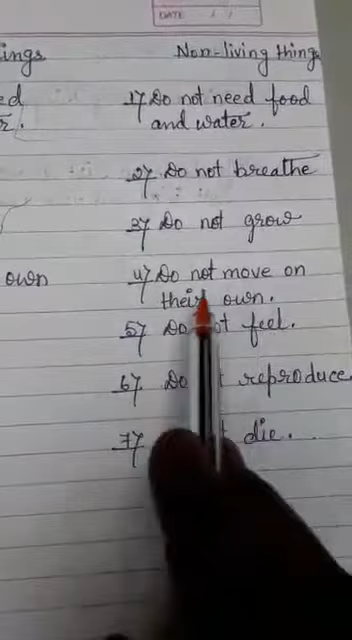 DATE / /
ings Non-living things
ed 1) Do not need food
r. and water.
2) Do not breathe
3) Do not grow
own 4) Do not move on
their own.
5) Do feel.
6) Do reproduce
7) die.